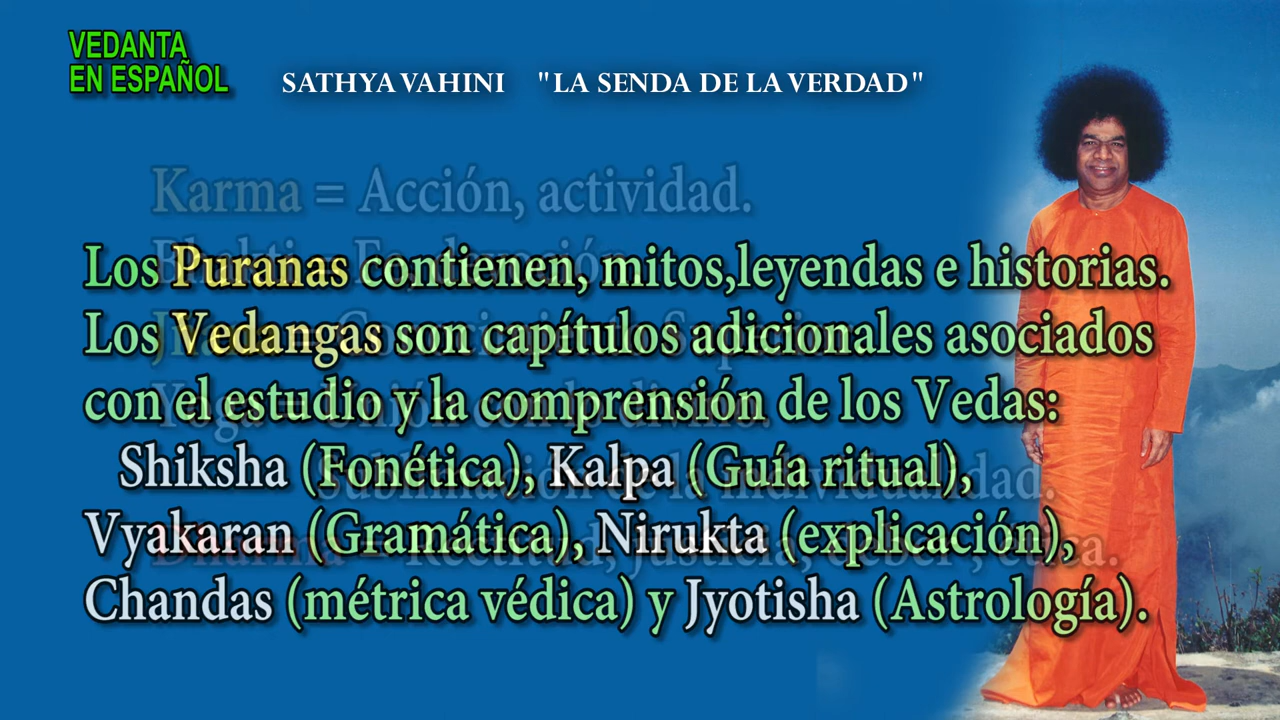 VEDANTA
EN ESPAÑOL
SATHYA VAHINI "LA SENDA DE LA VERDAD"
Karma = Acción, actividad.
Los Puranas contienen, mitos,leyendas e historias.
Los Vedangas son capítulos adicionales asociados
con el estudio y la comprensión de los Vedas:
Shiksha (Fonética), Kalpa (Guía ritual),
Vyakaran (Gramática), Nirukta (explicación),
Chandas (métrica védica) y Jyotisha (Astrología).